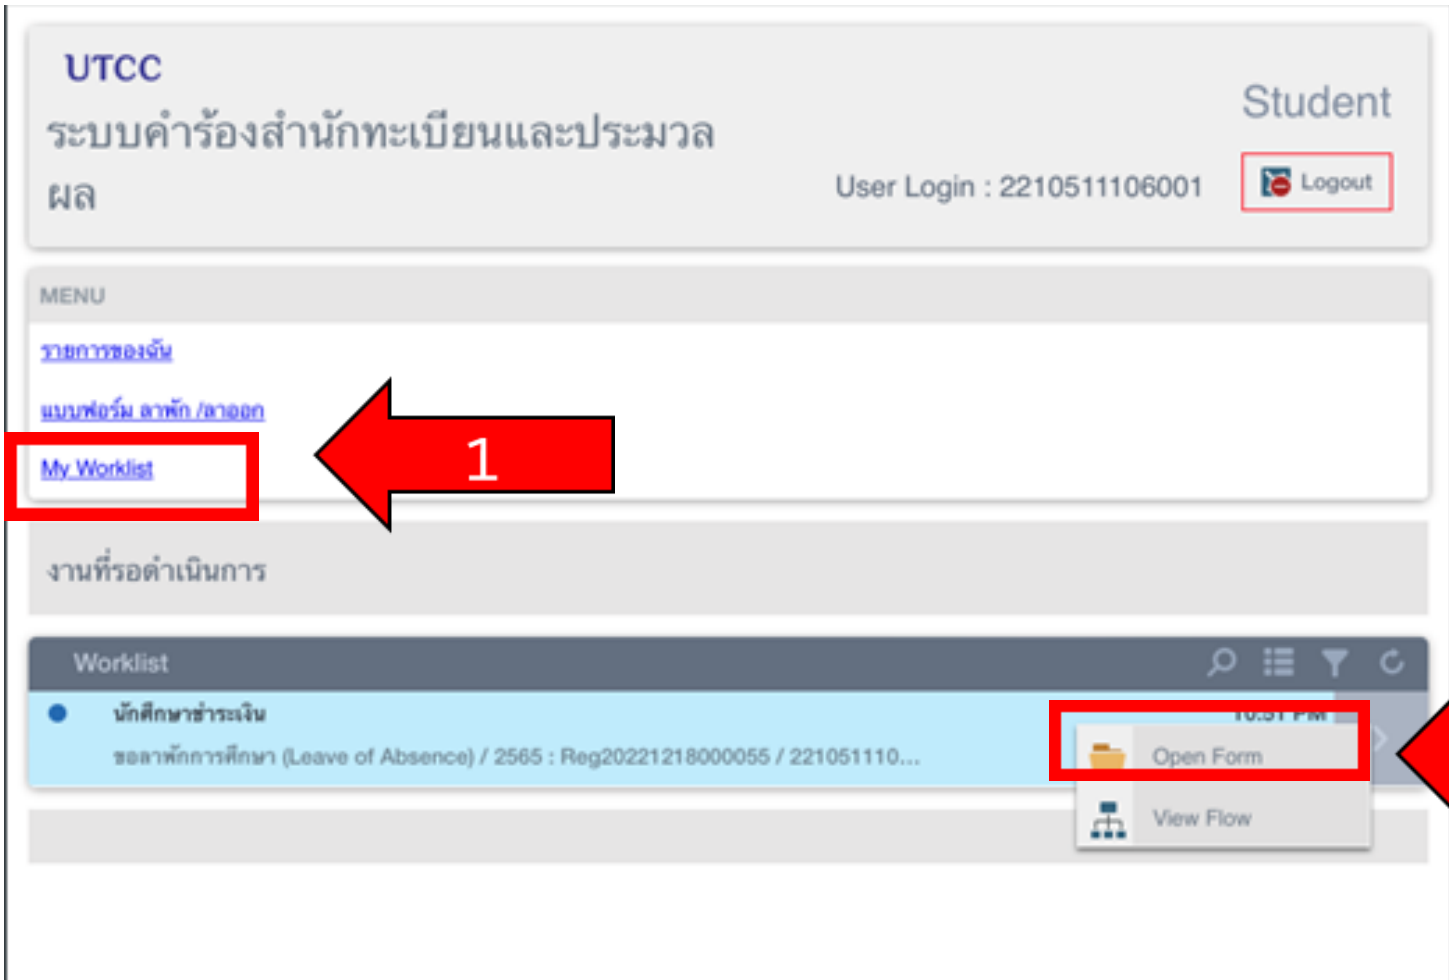 UTCC
ระบบคำร้องสำนักทะเบียนและประมวล
ผล
Student
User Login : 2210511106001
Logout
MENU
รายการของฉัน
แบบฟอร์ม ลาพัก /ลาออก
My Worklist
1
งานที่รอดำเนินการ
Worklist
นักศึกษาชำระเงิน
10:51 PM
ขอลาพักการศึกษา (Leave of Absence) / 2565 : Reg20221218000055 / 221051110...
Open Form
View Flow